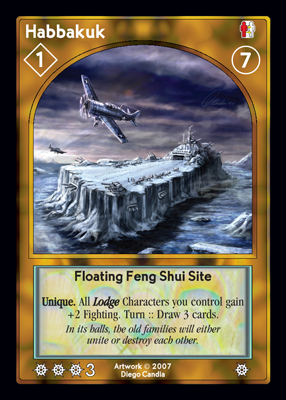 Habbakuk
1
7
Floating Feng Shui Site
Unique. All Lodge Characters you control gain
+2 Fighting. Turn :: Draw 3 cards.
In its halls, the old families will either
unite or destroy each other.
3
Artwork © 2007
Diego Candia